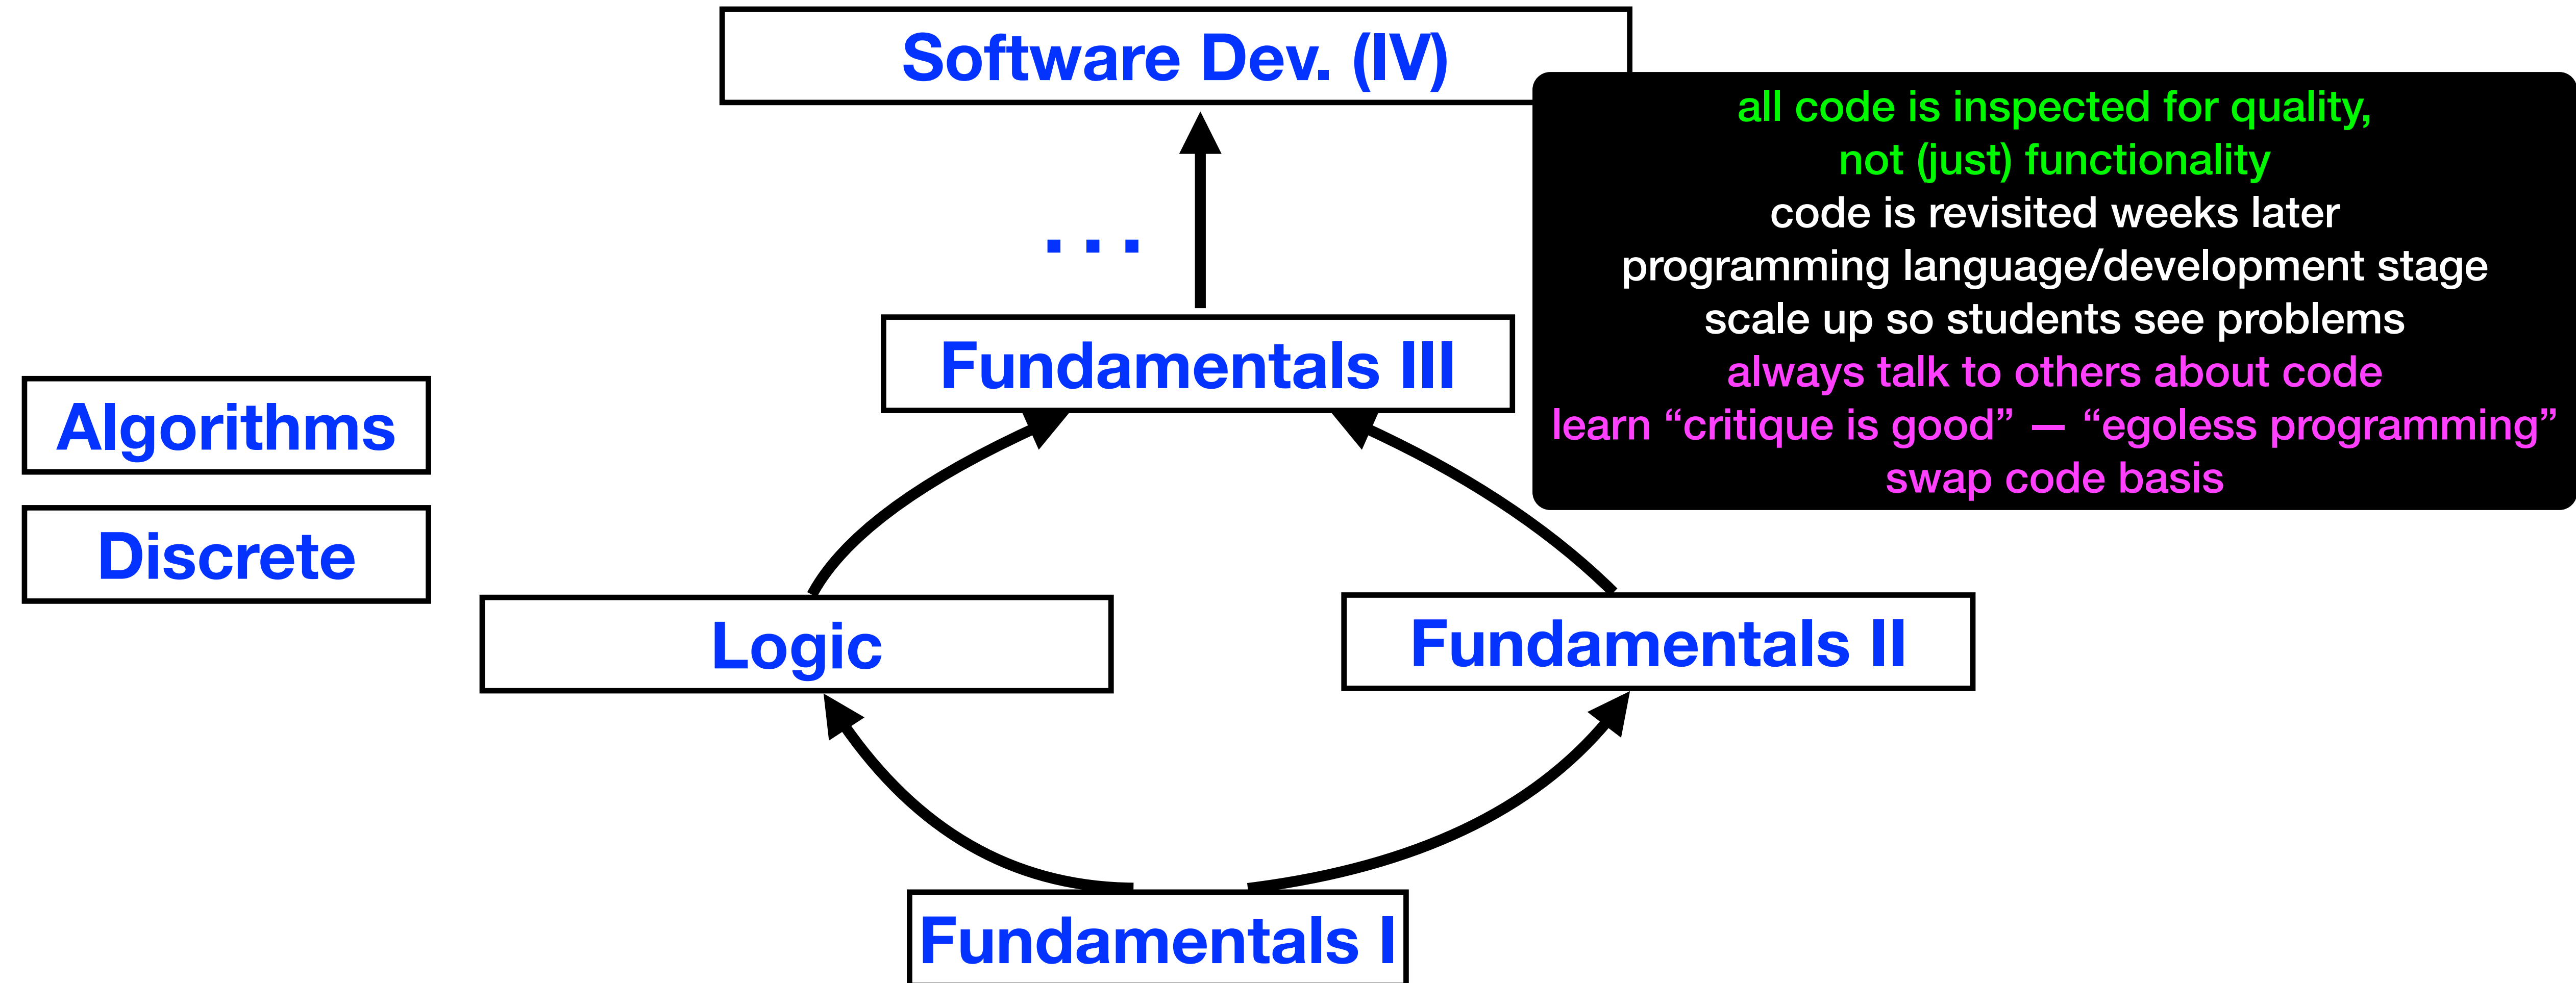 Software Dev. (IV)
all code is inspected for quality,
not (just) functionality
code is revisited weeks later
programming language/development stage
scale up so students see problems
always talk to others about code
learn “critique is good” — “egoless programming”
swap code basis
...
Fundamentals III
Algorithms
Discrete
Logic
Fundamentals II
Fundamentals I